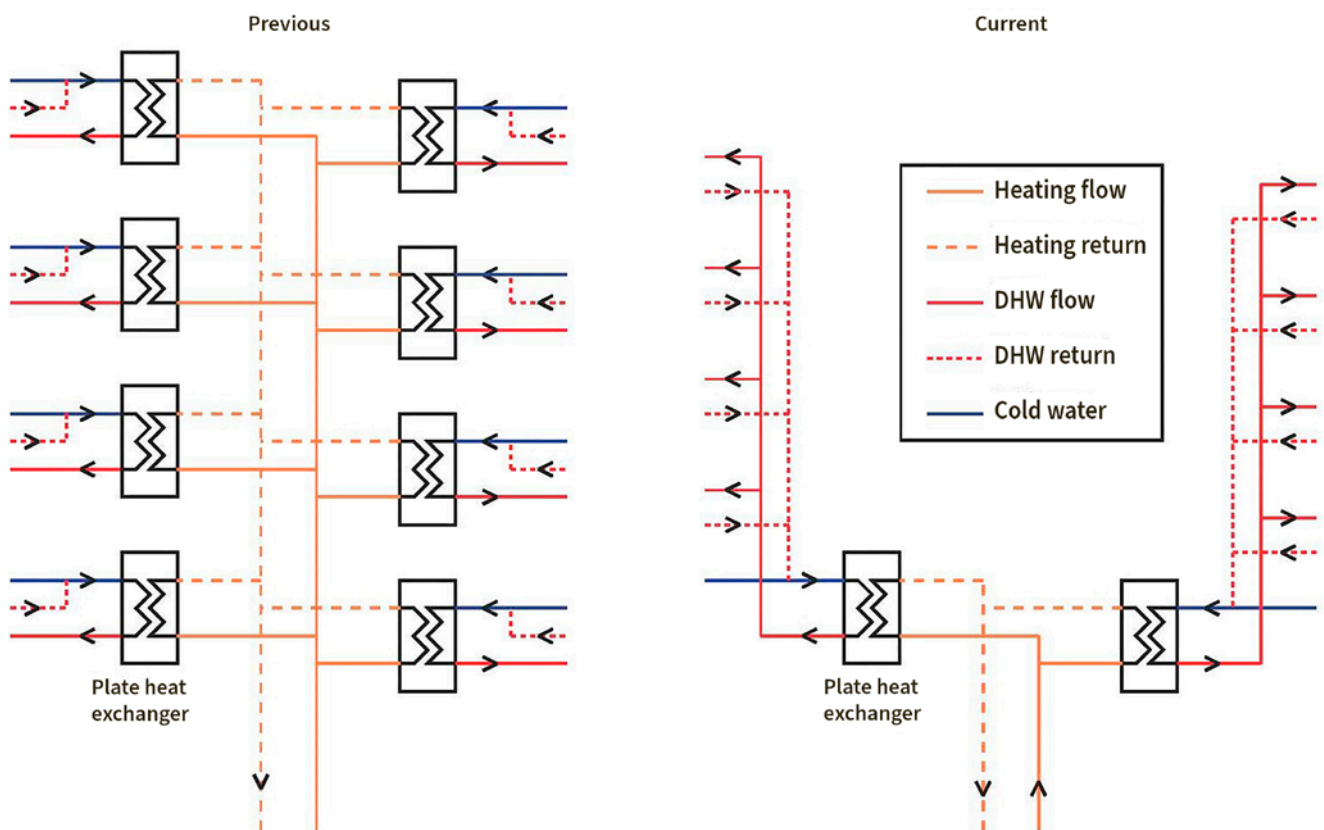 Previous
Current
Heating flow
Heating return
DHW flow
DHW return
Cold water
Plate heat
exchanger
Plate heat
exchanger